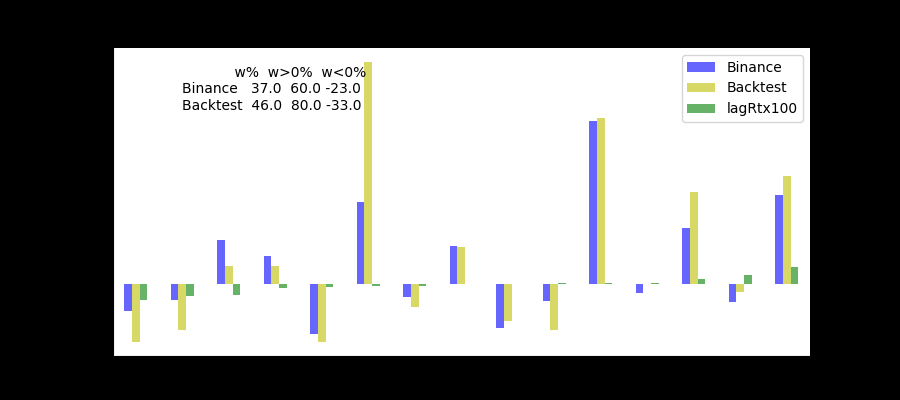 w%  w>0%  w<0%
Binance   37.0  60.0 -23.0
Backtest  46.0  80.0 -33.0
Binance
Backtest
lagRtx100